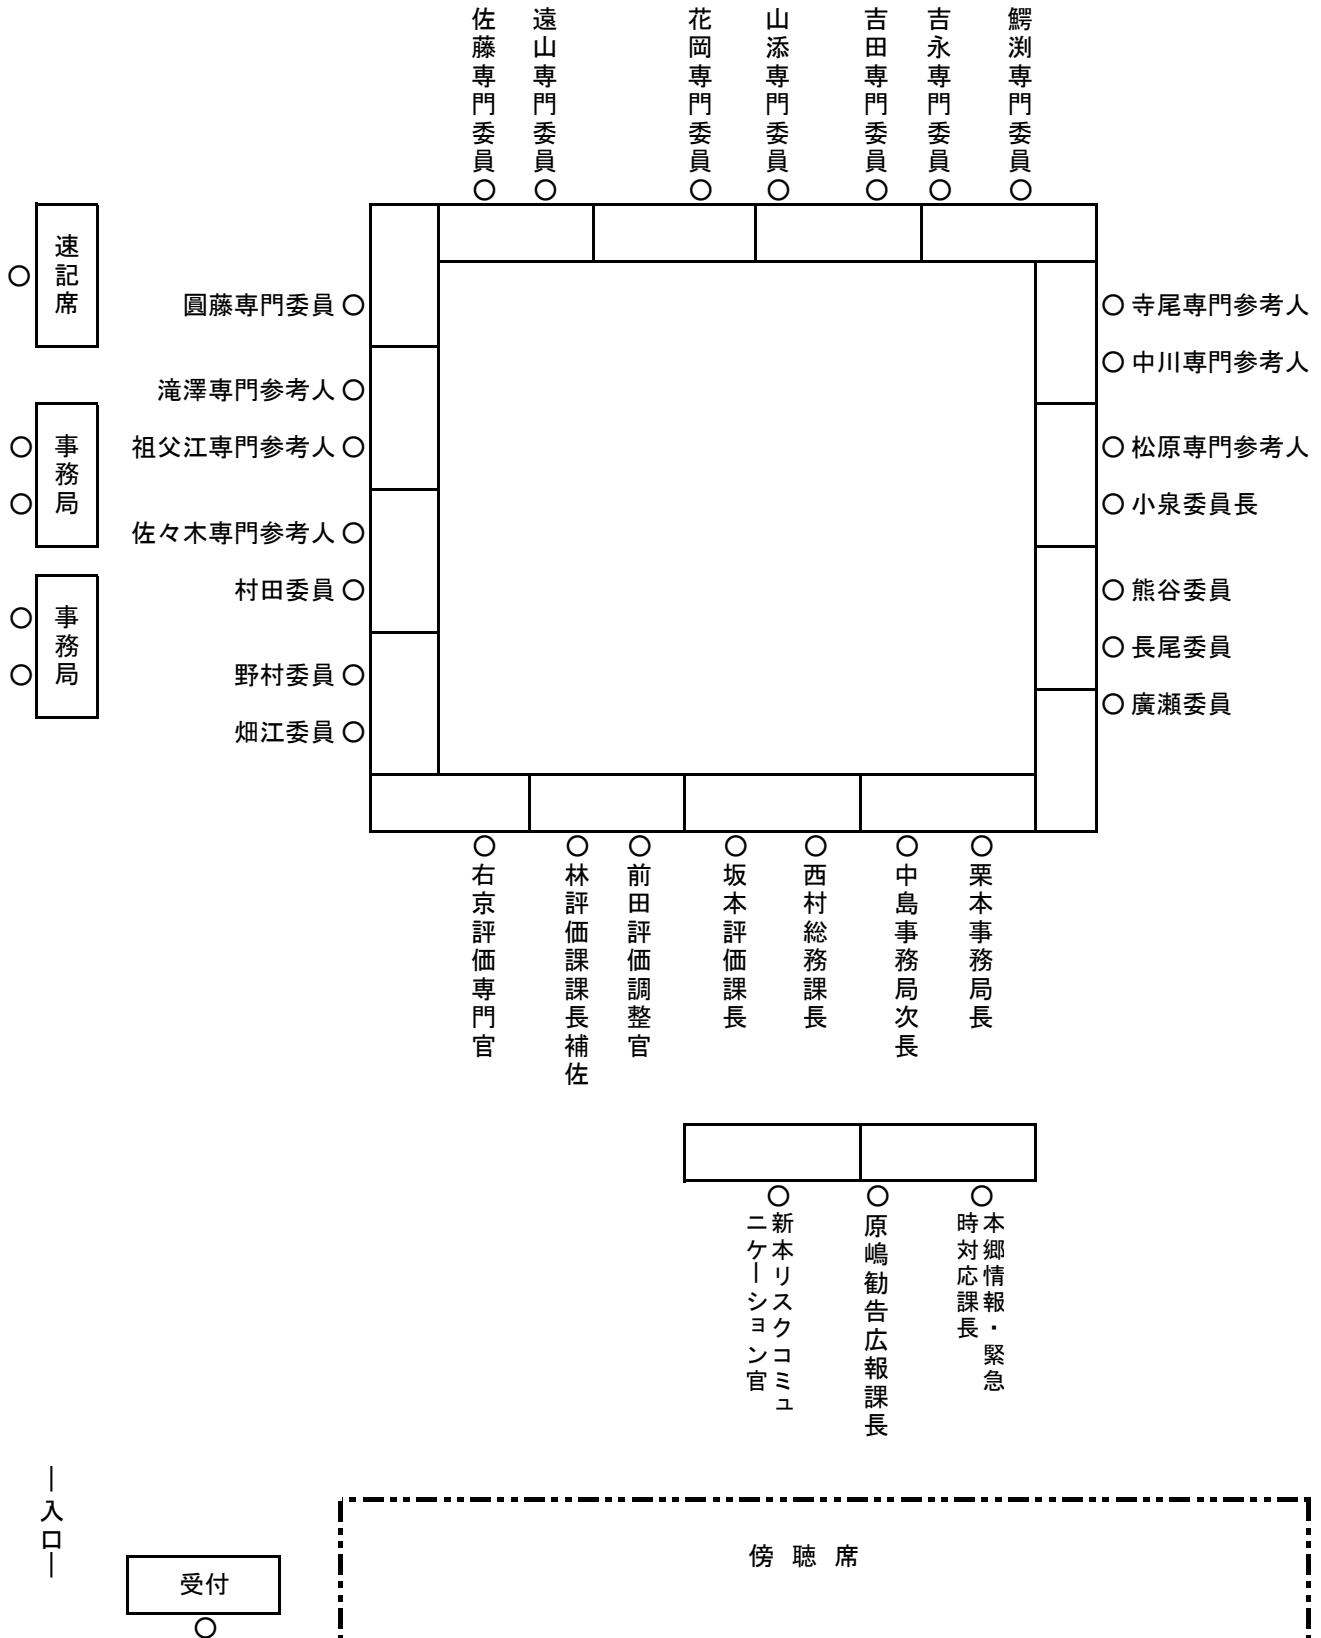 佐藤専門委員○
遠山専門委員○
花岡専門委員○
山添専門委員○
吉田専門委員○
吉永専門委員○
鰐渕専門委員○
速記席
○
圓藤専門委員○
滝澤専門参考人○
祖父江専門参考人○
佐々木専門参考人○
村田委員○
野村委員○
畑江委員○
事務局
○
○
事務局
○
○
○寺尾専門参考人
○中川専門参考人
○松原専門参考人
○小泉委員長
○熊谷委員
○長尾委員
○廣瀬委員
○右京評価専門官
○林評価課課長補佐
○前田評価調整官
○坂本評価課長
○西村総務課長
○中島事務局次長
○栗本事務局長
○新本リスクコミュ
ニケーション官
○原嶋勧告広報課長
○本郷情報・緊急
時対応課長
―入口―
受付
○
傍聴席